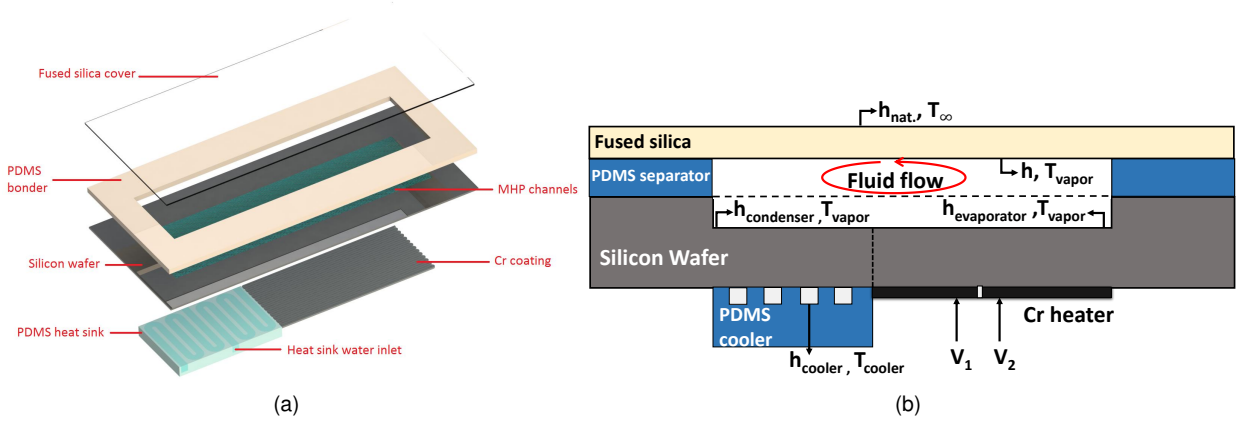 Fused silica cover
PDMS
bonder
MHP channels
Silicon wafer
Cr coating
PDMS heat sink
Heat sink water inlet
(a)
h_nat., T_∞
Fused silica
PDMS separator
Fluid flow
h, T_vapor
h_condenser , T_vapor
h_evaporator , T_vapor
Silicon Wafer
PDMS
cooler
Cr heater
h_cooler , T_cooler
V_1
V_2
(b)